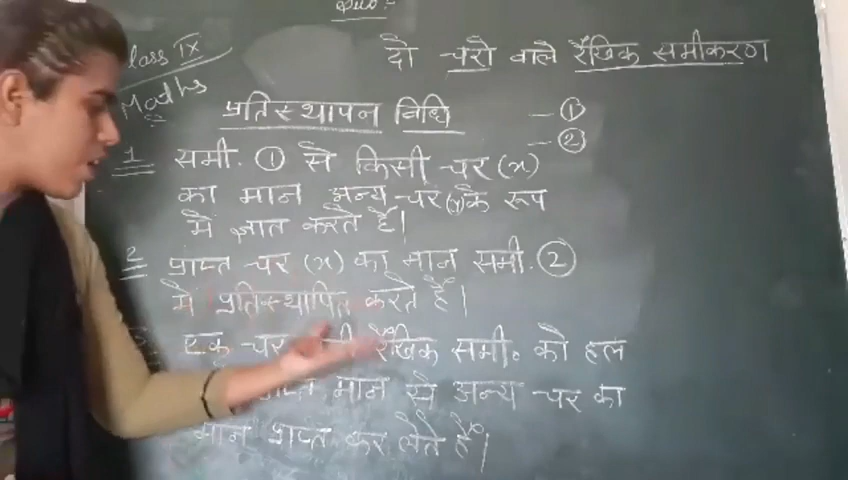 Class IX
Maths
दो चरो वाले रैखिक समीकरण
प्रतिस्थापन विधि — ①
— ②
1 समी. ① से किसी चर (x)
का मान अन्य चर (y) के रूप
मे ज्ञात करते हैं।
2 प्राप्त चर (x) का मान समी. ②
मे प्रतिस्थापित करते हैं।
एक चर रैखिक समी. को हल
मान से अन्य चर का
मान प्राप्त कर लेते हैं।